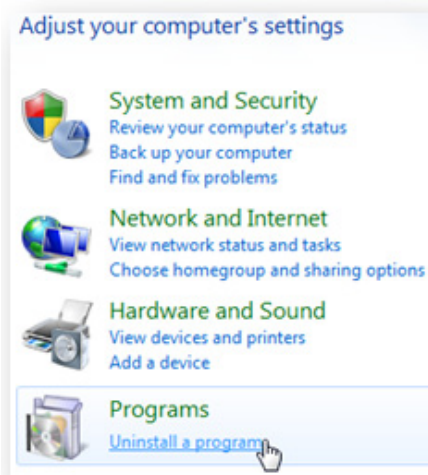 Adjust your computer's settings
System and Security
Review your computer's status
Back up your computer
Find and fix problems
Network and Internet
View network status and tasks
Choose homegroup and sharing options
Hardware and Sound
View devices and printers
Add a device
Programs
Uninstall a program